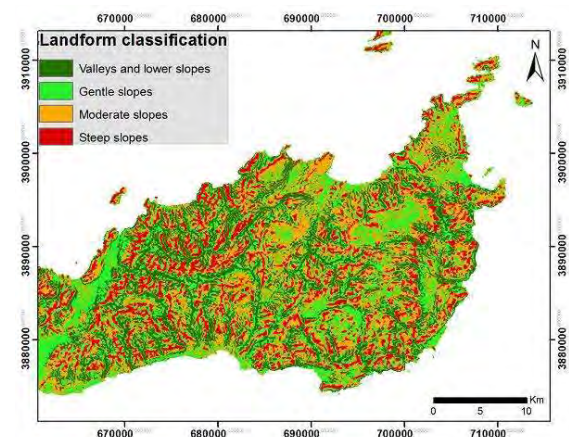 670000 680000 690000 700000 710000
Landform classification
Valleys and lower slopes
Gentle slopes
Moderate slopes
Steep slopes
N
3910000 3910000
3900000 3900000
3890000 3890000
3880000 3880000
Km
0 5 10
670000 680000 690000 700000 710000